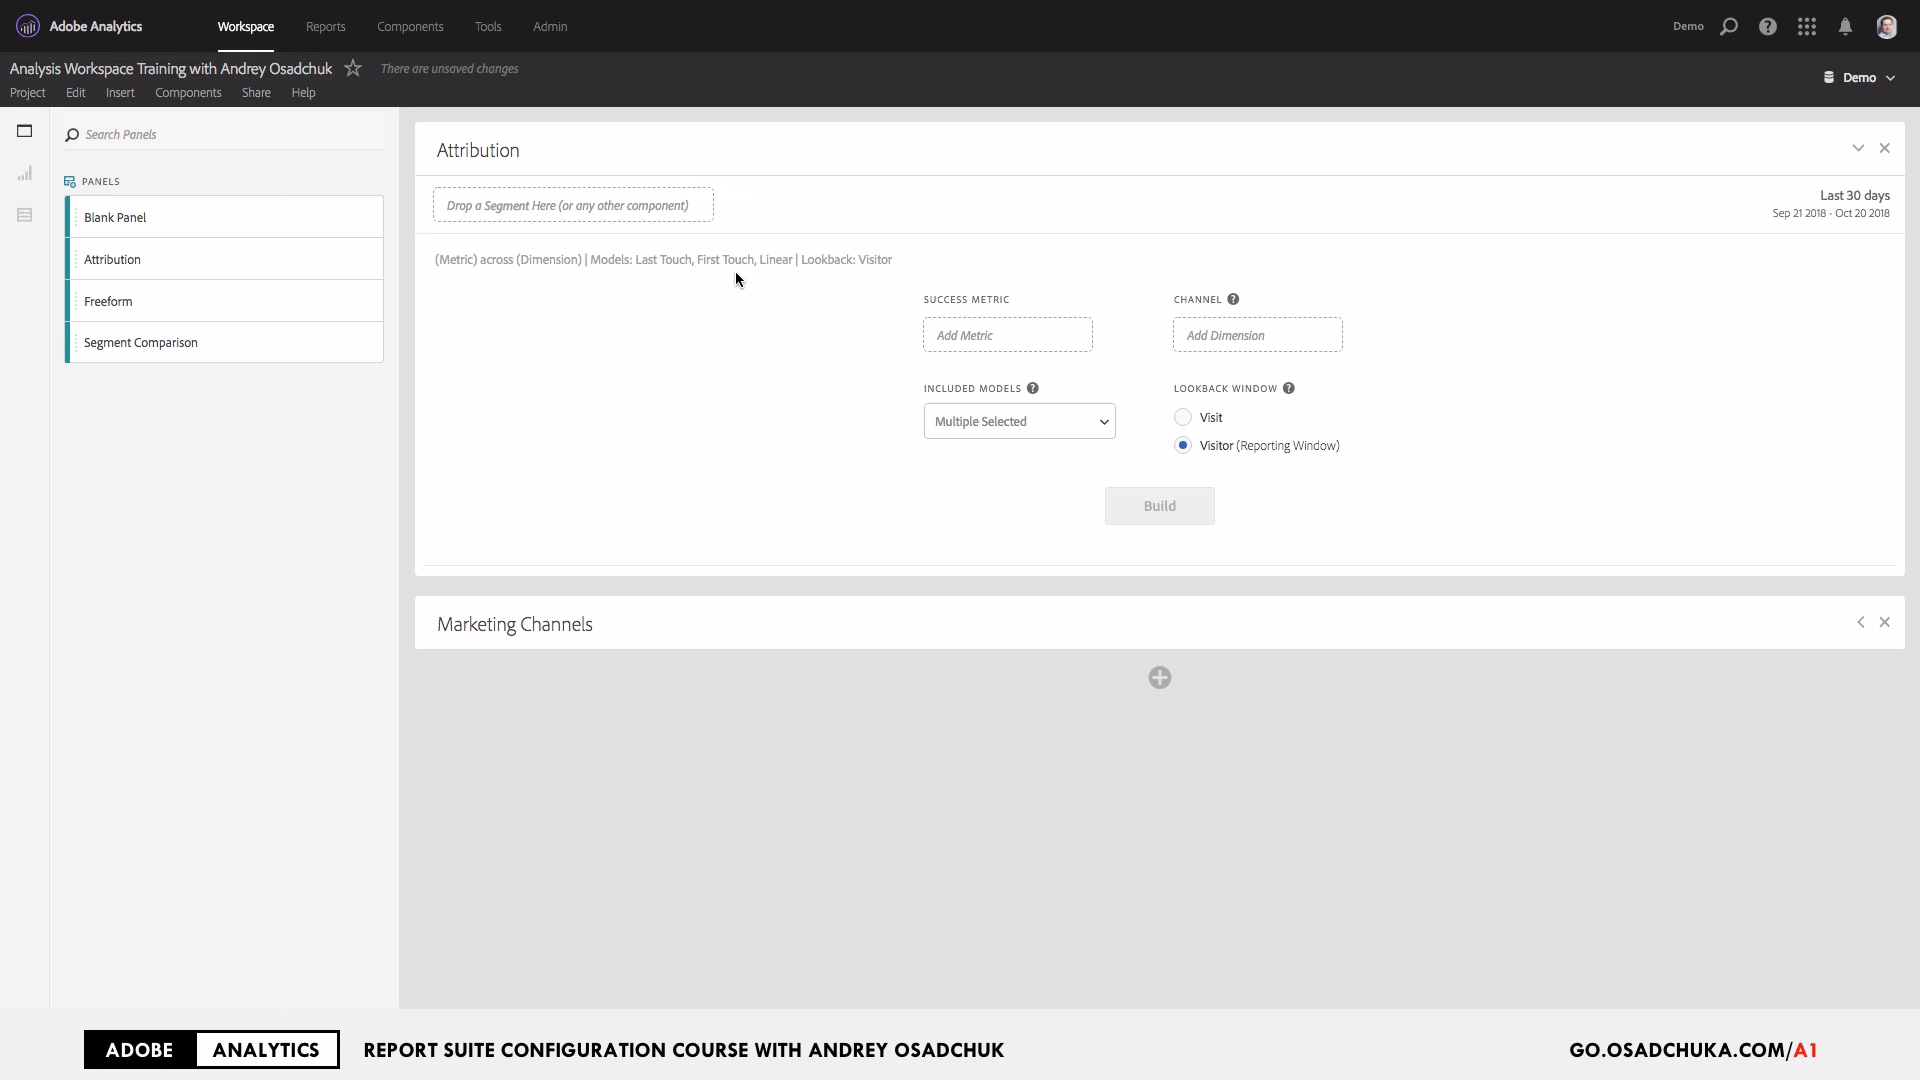 Adobe Analytics
Workspace
Reports
Components
Tools
Admin
Demo
Analysis Workspace Training with Andrey Osadchuk
There are unsaved changes
Project
Edit
Insert
Components
Share
Help
Demo
Search Panels
PANELS
Blank Panel
Attribution
Freeform
Segment Comparison
Attribution
Drop a Segment Here (or any other component)
Last 30 days
Sep 21 2018 - Oct 20 2018
(Metric) across (Dimension) | Models: Last Touch, First Touch, Linear | Lookback: Visitor
SUCCESS METRIC
Add Metric
CHANNEL
Add Dimension
INCLUDED MODELS
Multiple Selected
LOOKBACK WINDOW
Visit
Visitor (Reporting Window)
Build
Marketing Channels
ADOBE ANALYTICS
REPORT SUITE CONFIGURATION COURSE WITH ANDREY OSADCHUK
GO.OSADCHUKA.COM/A1